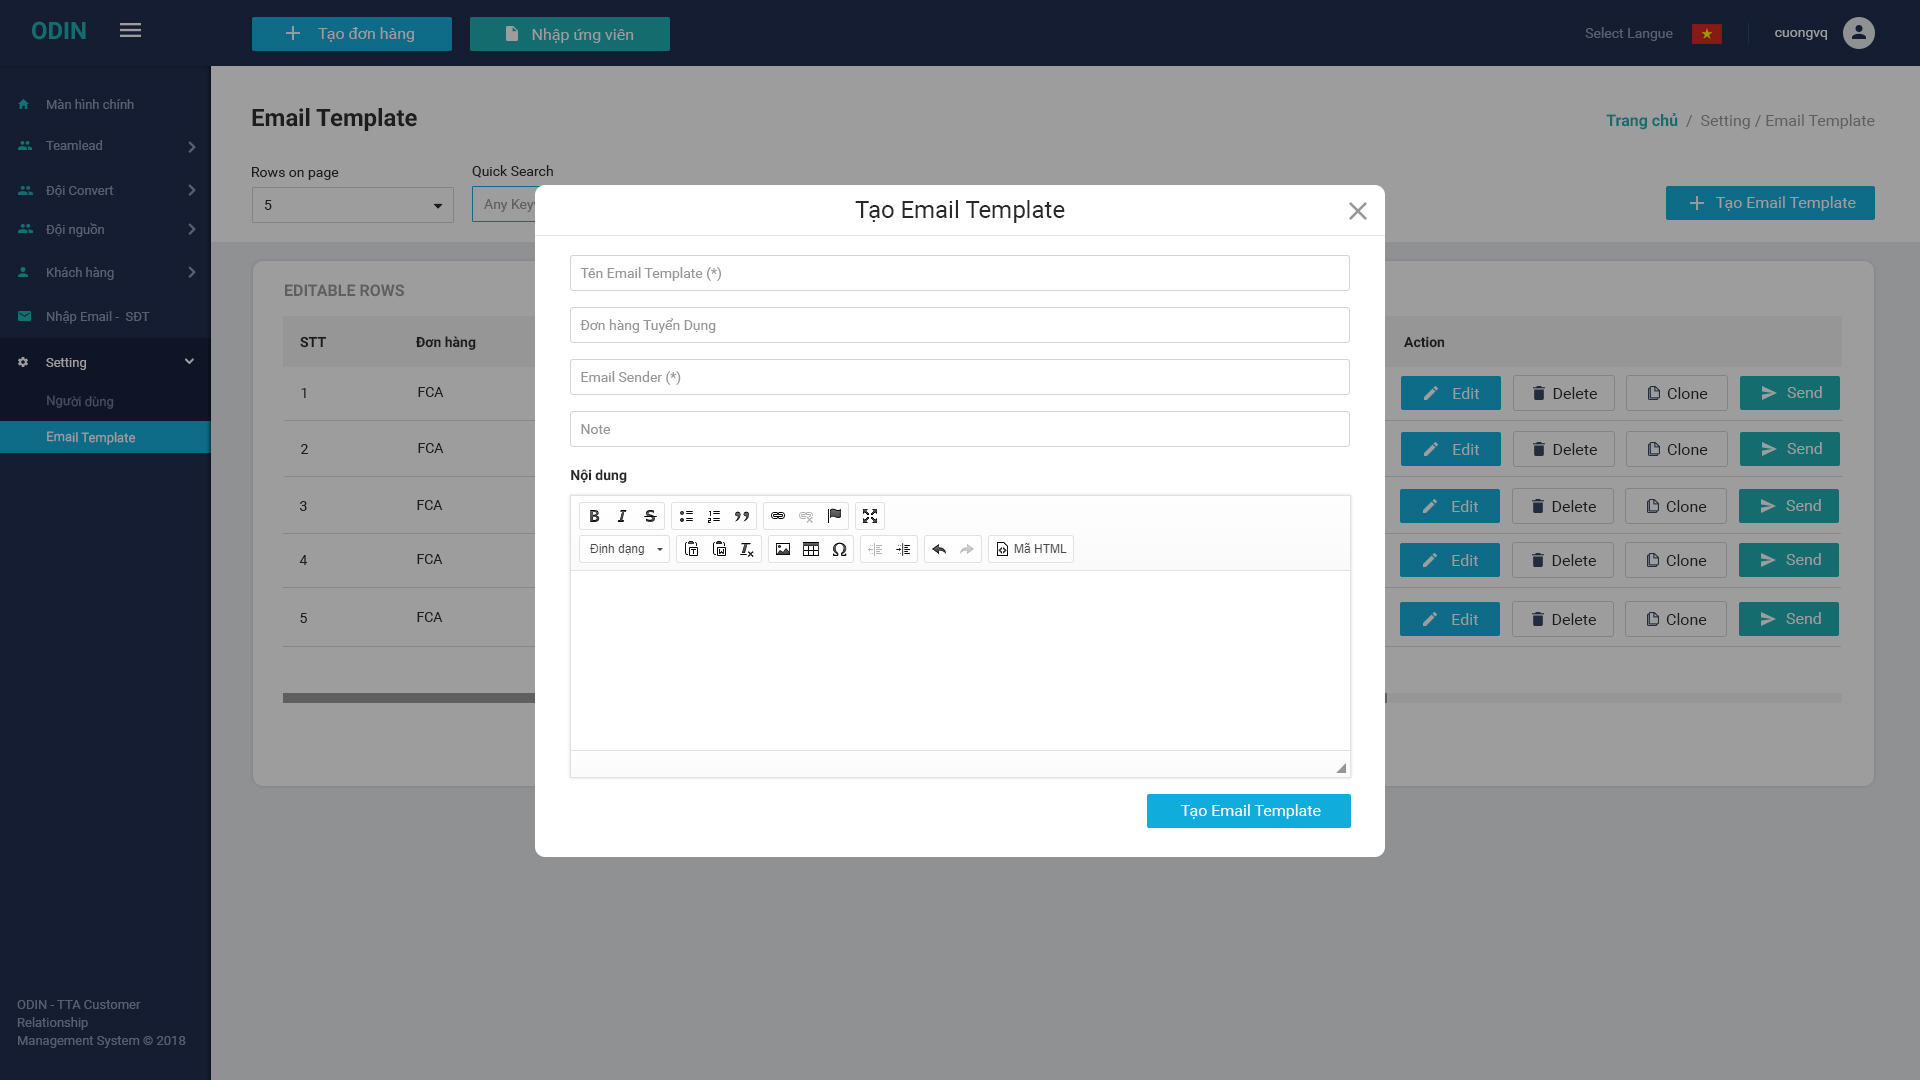 ODIN
Tạo đơn hàng
Nhập ứng viên
Select Langue
cuongvq
Màn hình chính
Teamlead
Đội Convert
Đội nguồn
Khách hàng
Nhập Email - SĐT
Setting
Người dùng
Email Template
ODIN - TTA Customer
Relationship
Management System © 2018
Email Template
Trang chủ / Setting / Email Template
Rows on page
Quick Search
5
Any Key
Tạo Email Template
EDITABLE ROWS
STT Đơn hàng Action
1 FCA Edit Delete Clone Send
2 FCA Edit Delete Clone Send
3 FCA Edit Delete Clone Send
4 FCA Edit Delete Clone Send
5 FCA Edit Delete Clone Send
Tạo Email Template
Tên Email Template (*)
Đơn hàng Tuyển Dụng
Email Sender (*)
Note
Nội dung
Định dạng
Mã HTML
Tạo Email Template